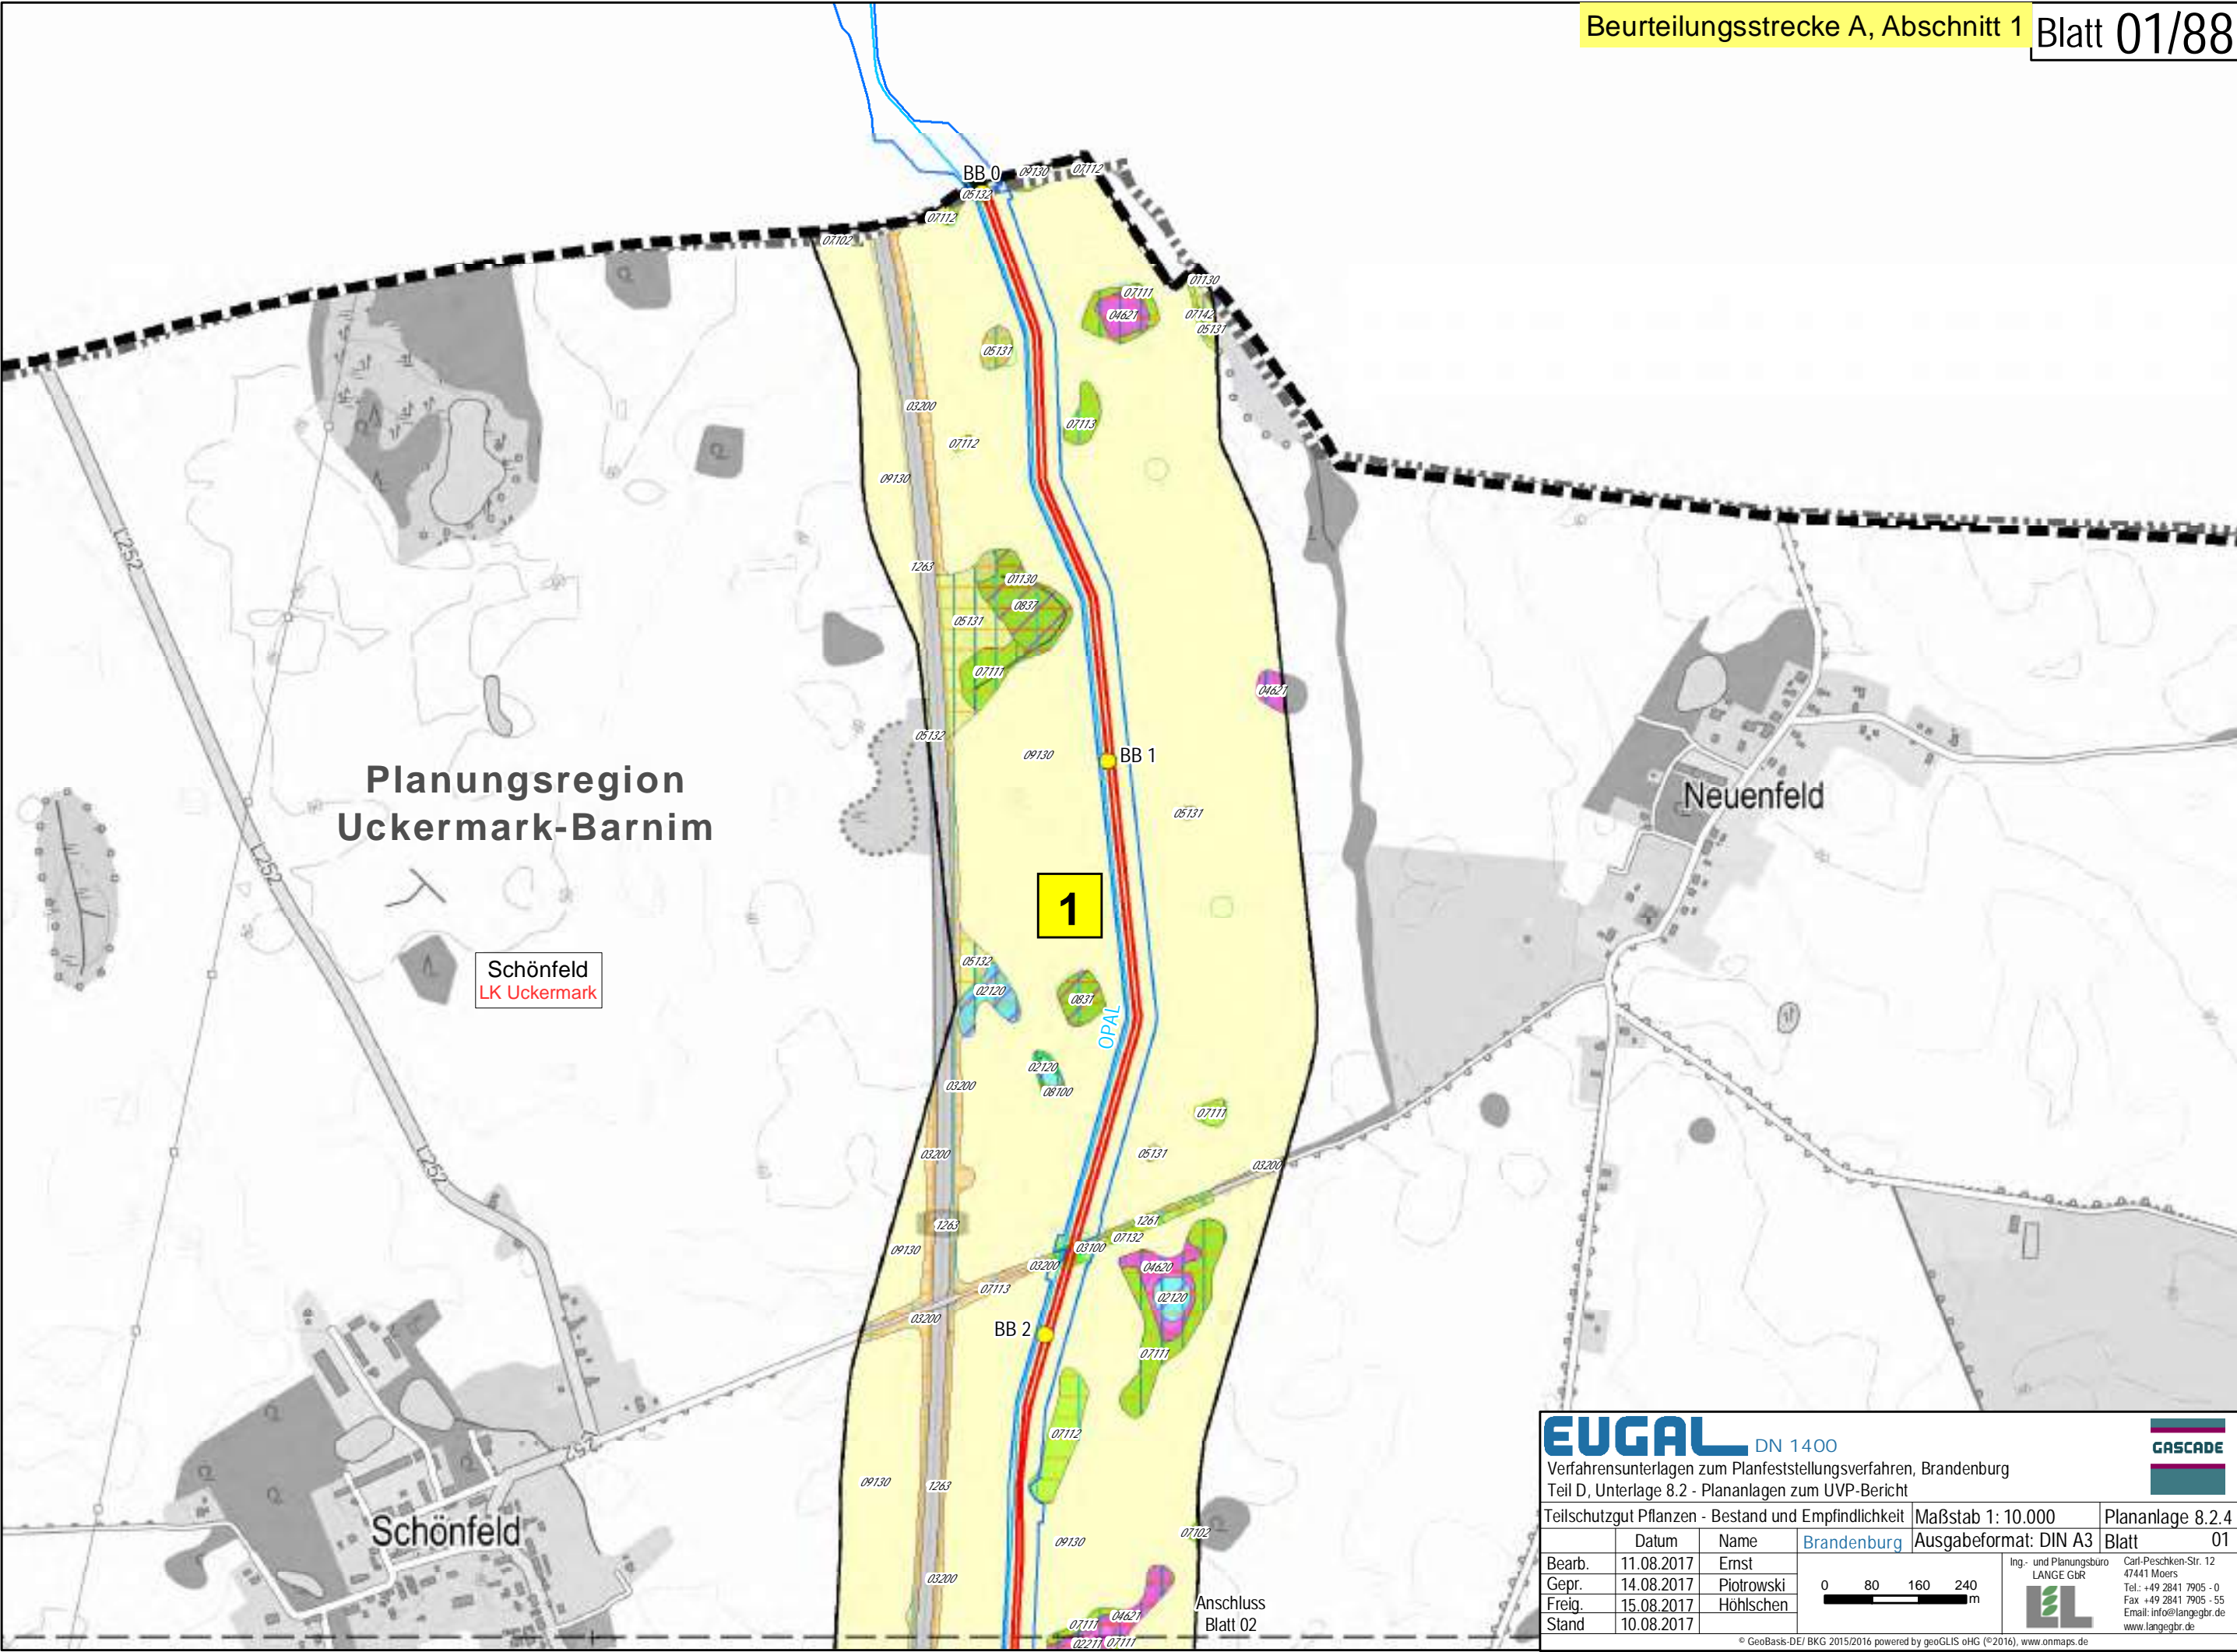 Beurteilungsstrecke A, Abschnitt 1
Blatt 01/88
BB 0
09130
07112
05132
07112
07102
01130
07111
04621
07142
05131
05131
03200
07113
07112
09130
1263
01130
0837
05131
07111
04621
05132
09130
BB 1
05131
L252
L252
L252
Planungsregion
Uckermark-Barnim
Neuenfeld
1
Schönfeld
LK Uckermark
05132
02120
0831
OPAL
02120
08100
03200
07111
03200
05131
03200
1263
1261
07132
09130
03100
03200
04620
07113
02120
03200
BB 2
07111
07112
252
09130
1263
Schönfeld
07102
09130
03200
Anschluss
Blatt 02
04621
07111
02211
07111
EUGAL DN 1400
GASCADE
Verfahrensunterlagen zum Planfeststellungsverfahren, Brandenburg
Teil D, Unterlage 8.2 - Plananlagen zum UVP-Bericht
Teilschutzgut Pflanzen - Bestand und Empfindlichkeit Maßstab 1: 10.000 Plananlage 8.2.4
Datum Name Brandenburg Ausgabeformat: DIN A3 Blatt 01
Bearb. 11.08.2017 Ernst
Gepr. 14.08.2017 Piotrowski
Freig. 15.08.2017 Höhlschen
Stand 10.08.2017
0 80 160 240
m
Ing.- und Planungsbüro
LANGE GbR
Carl-Peschken-Str. 12
47441 Moers
Tel.: +49 2841 7905 - 0
Fax +49 2841 7905 - 55
Email: info@langegbr.de
www.langegbr.de
© GeoBasis-DE/ BKG 2015/2016 powered by geoGLIS oHG (©2016), www.onmaps.de